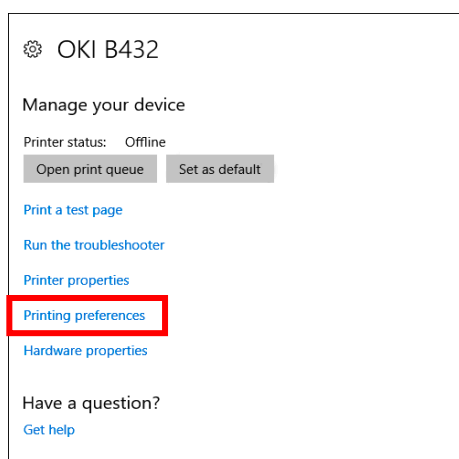 OKI B432
Manage your device
Printer status: Offline
Open print queue Set as default
Print a test page
Run the troubleshooter
Printer properties
Printing preferences
Hardware properties
Have a question?
Get help